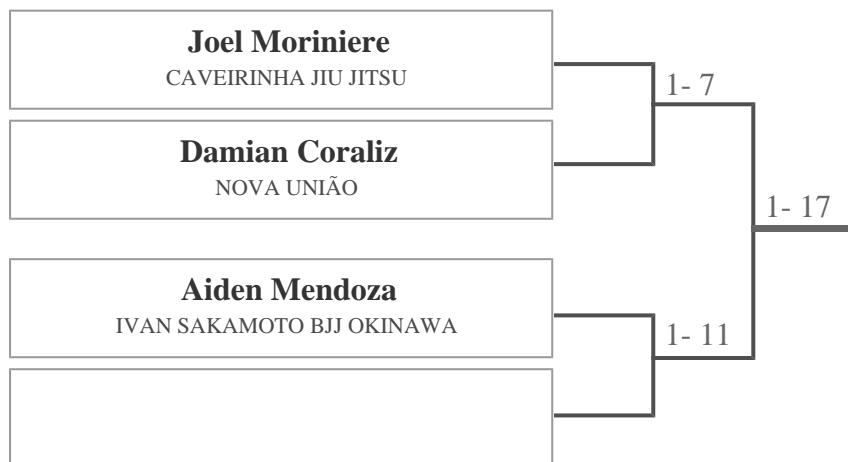 Joel Moriniere
CAVEIRINHA JIU JITSU
1- 7
Damian Coraliz
NOVA UNIÃO
1- 17
Aiden Mendoza
IVAN SAKAMOTO BJJ OKINAWA
1- 11